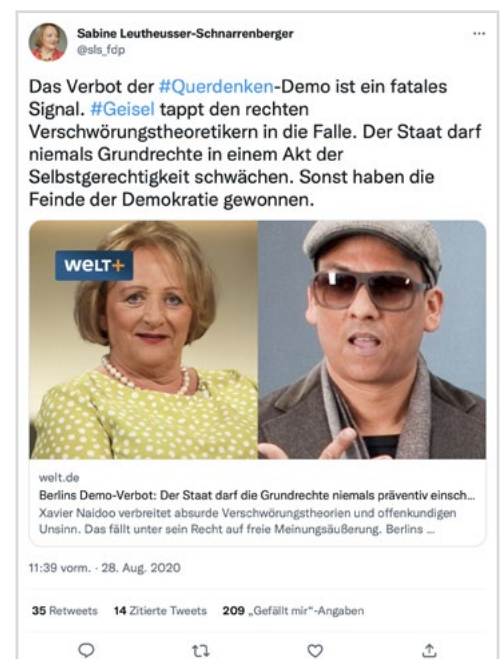 Sabine Leutheusser-Schnarrenberger
@sls_fdp
Das Verbot der #Querdenken-Demo ist ein fatales
Signal. #Geisel tappt den rechten
Verschwörungstheoretikern in die Falle. Der Staat darf
niemals Grundrechte in einem Akt der
Selbstgerechtigkeit schwächen. Sonst haben die
Feinde der Demokratie gewonnen.
WELT+
welt.de
Berlins Demo-Verbot: Der Staat darf die Grundrechte niemals präventiv einsch...
Xavier Naidoo verbreitet absurde Verschwörungstheorien und offenkundigen
Unsinn. Das fällt unter sein Recht auf freie Meinungsäußerung. Berlins ...
11:39 vorm. · 28. Aug. 2020
35 Retweets 14 Zitierte Tweets 209 „Gefällt mir“-Angaben